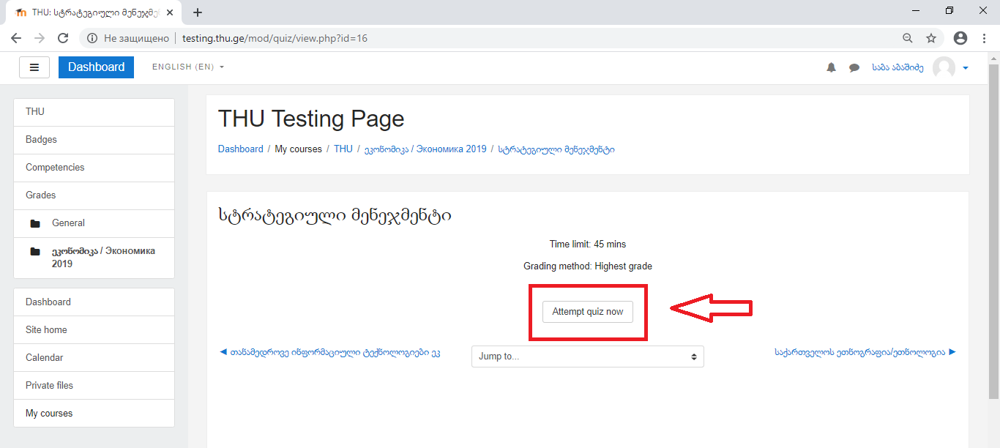 THU: სტრატეგიული მენეჯმე
Не защищено
testing.thu.ge/mod/quiz/view.php?id=16
Dashboard
ENGLISH (EN)
საბა აბაშიძე
THU
Badges
Competencies
Grades
General
ეკონომიკა / Экономика
2019
Dashboard
Site home
Calendar
Private files
My courses
THU Testing Page
Dashboard / My courses / THU / ეკონომიკა / Экономика 2019 / სტრატეგიული მენეჯმენტი
სტრატეგიული მენეჯმენტი
Time limit: 45 mins
Grading method: Highest grade
Attempt quiz now
◀ თანამედროვე ინფორმაციული ტექნოლოგიები ეკ
Jump to...
საქართველოს ეთნოგრაფია/ეთნოლოგია ▶